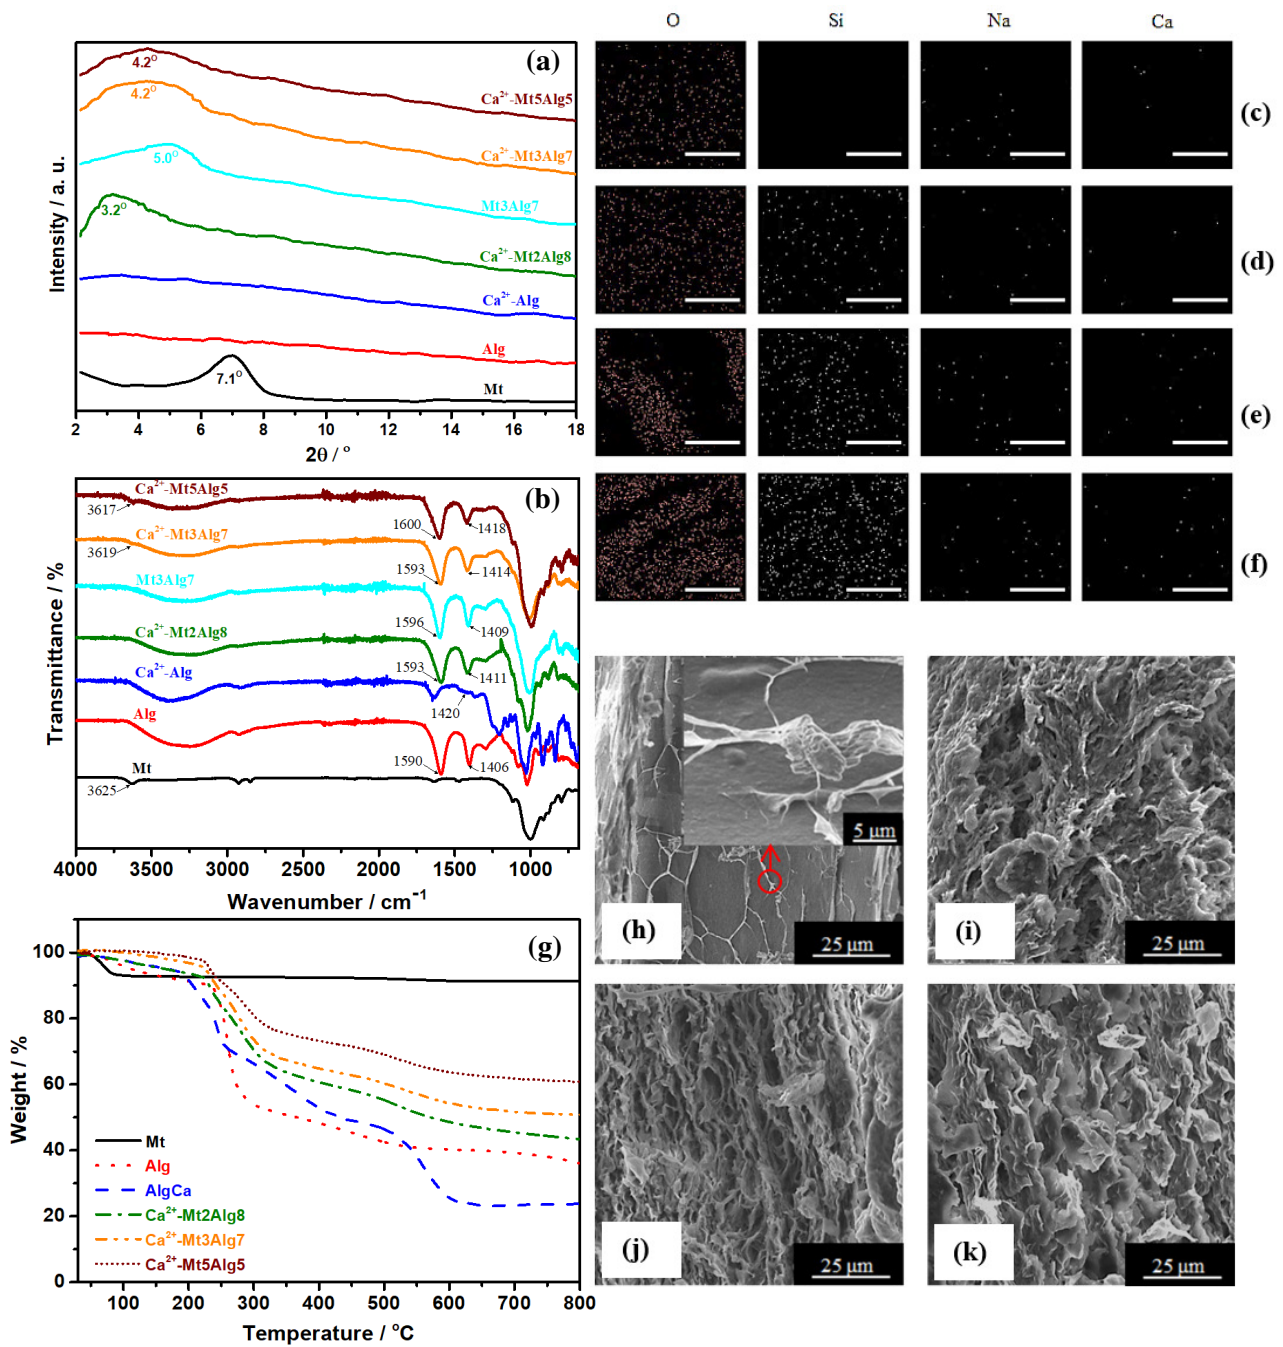 (a)
4.2°
Ca²⁺-Mt5Alg5
4.2°
Ca²⁺-Mt3Alg7
5.0°
Mt3Alg7
3.2°
Ca²⁺-Mt2Alg8
Ca²⁺-Alg
Alg
7.1°
Mt
Intensity / a. u.
2 4 6 8 10 12 14 16 18
2θ / °
(b)
Ca²⁺-Mt5Alg5
3617
1600
1418
Ca²⁺-Mt3Alg7
3619
1593
1414
Mt3Alg7
1596
1409
Ca²⁺-Mt2Alg8
1593
1411
Ca²⁺-Alg
1420
Alg
1590
1406
Mt
3625
Transmittance / %
4000 3500 3000 2500 2000 1500 1000
Wavenumber / cm⁻¹
(g)
100
80
60
40
20
0
Weight / %
Mt
Alg
AlgCa
Ca²⁺-Mt2Alg8
Ca²⁺-Mt3Alg7
Ca²⁺-Mt5Alg5
100 200 300 400 500 600 700 800
Temperature / °C
O Si Na Ca
(c)
(d)
(e)
(f)
5 μm
(h)
25 μm
(i)
25 μm
(j)
25 μm
(k)
25 μm